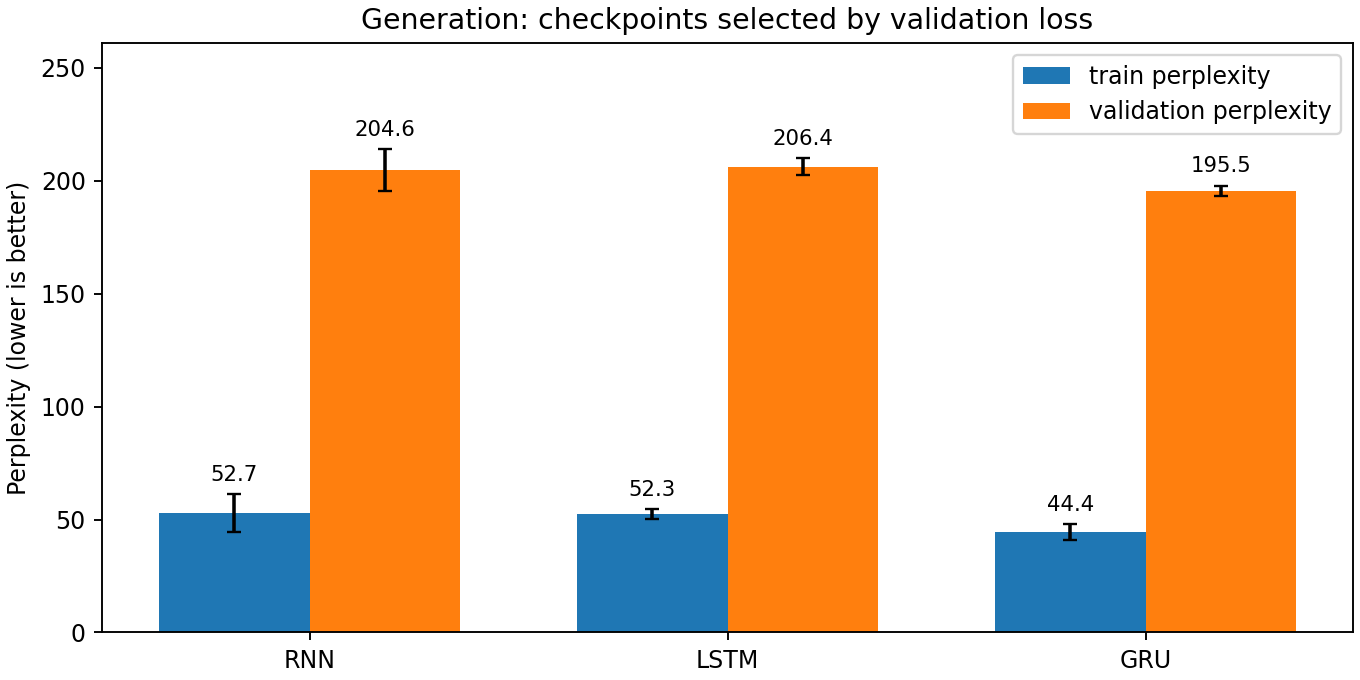 Generation: checkpoints selected by validation loss
Perplexity (lower is better)
250
200
150
100
50
0
train perplexity
validation perplexity
52.7
204.6
52.3
206.4
44.4
195.5
RNN
LSTM
GRU